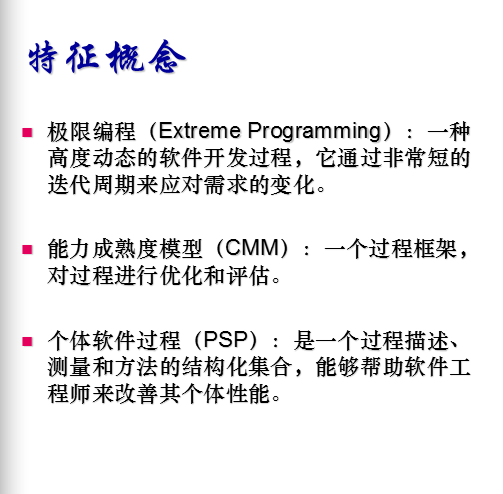 特征概念
极限编程（Extreme Programming）：一种
高度动态的软件开发过程，它通过非常短的
迭代周期来应对需求的变化。
能力成熟度模型（CMM）：一个过程框架，
对过程进行优化和评估。
个体软件过程（PSP）：是一个过程描述、
测量和方法的结构化集合，能够帮助软件工
程师来改善其个体性能。